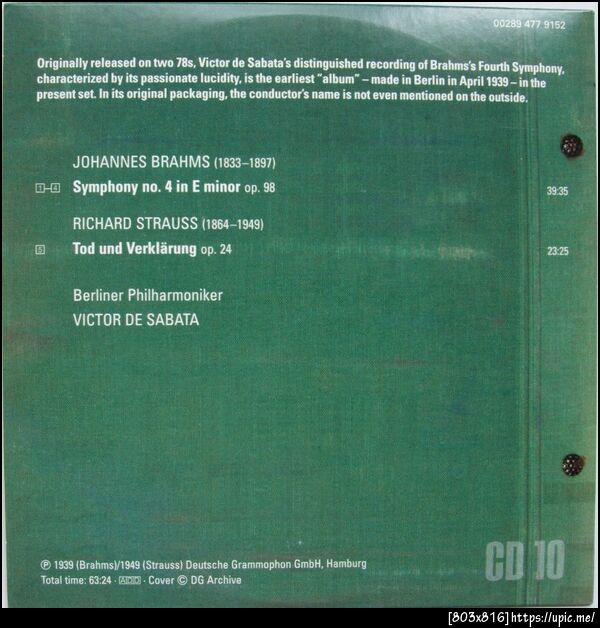 00289 477 9152
Originally released on two 78s, Victor de Sabata's distinguished recording of Brahms's Fourth Symphony,
characterized by its passionate lucidity, is the earliest "album" – made in Berlin in April 1939 – in the
present set. In its original packaging, the conductor's name is not even mentioned on the outside.
JOHANNES BRAHMS (1833–1897)
1–4 Symphony no. 4 in E minor op. 98 39:35
RICHARD STRAUSS (1864–1949)
5 Tod und Verklärung op. 24 23:25
Berliner Philharmoniker
VICTOR DE SABATA
℗ 1939 (Brahms)/1949 (Strauss) Deutsche Grammophon GmbH, Hamburg
Total time: 63:24 · ADD · Cover © DG Archive
CD 10
[803x816]https://upic.me/